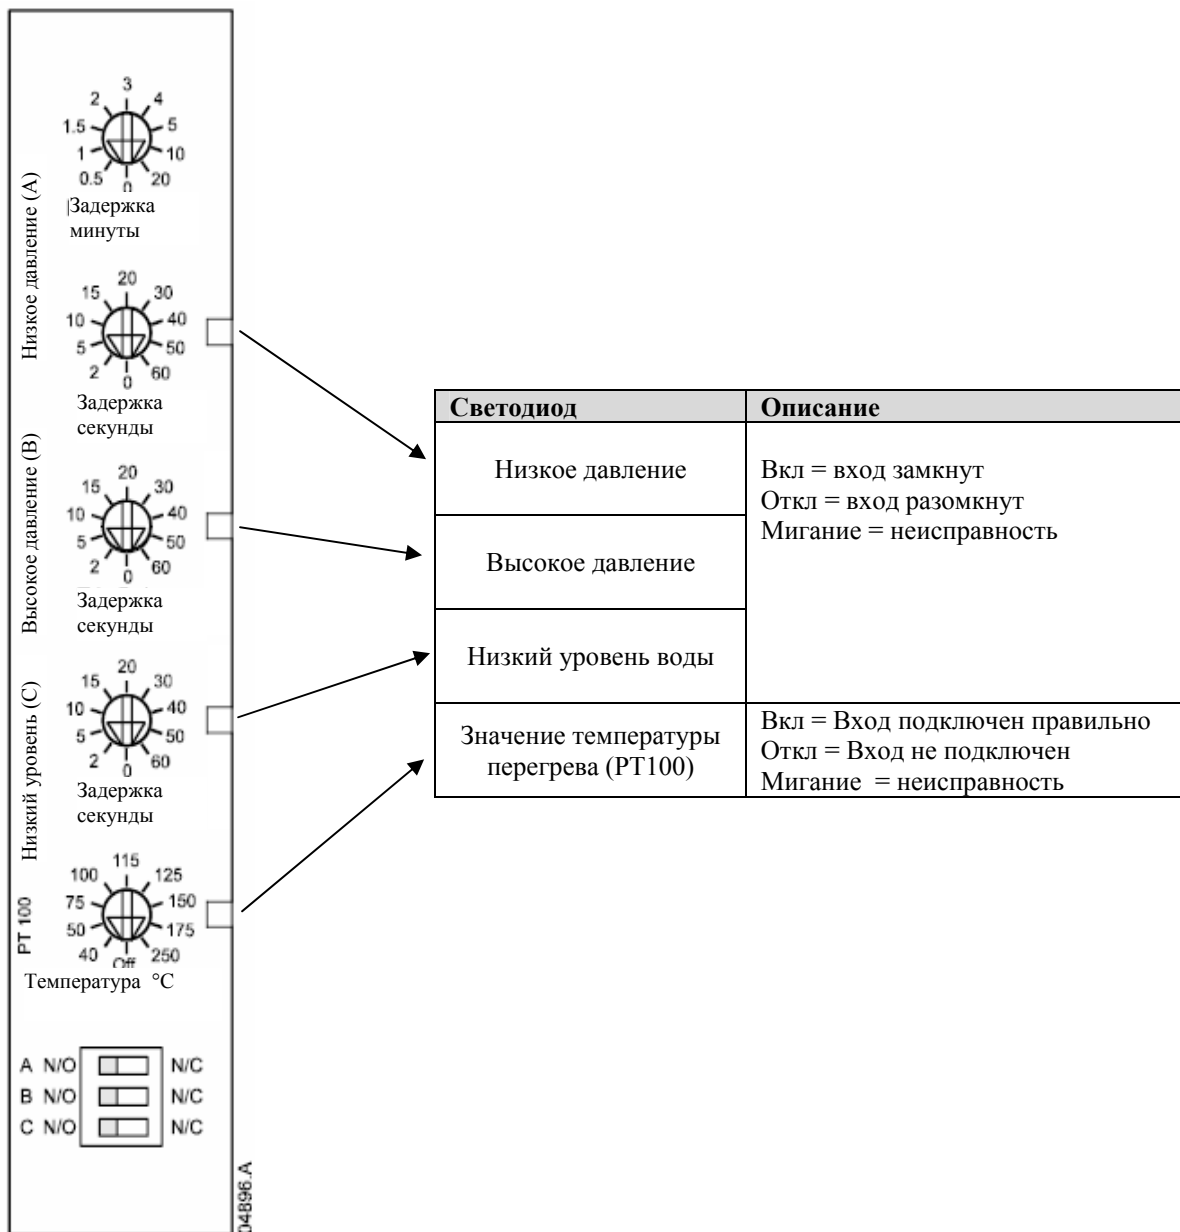 3
2 4
1.5 5
1 10
0.5 0 20
Задержка
минуты
Низкое давление (А)
20
15 30
10 40
5 50
2 0 60
Задержка
секунды
Высокое давление (В)
20
15 30
10 40
5 50
2 0 60
Задержка
секунды
Низкий уровень (С)
20
15 30
10 40
5 50
2 0 60
Задержка
секунды
PT 100
115
100 125
75 150
50 175
40 Off 250
Температура °С
A N/O N/C
B N/O N/C
C N/O N/C
04896.A
Светодиод Описание
Низкое давление
Вкл = вход замкнут
Откл = вход разомкнут
Мигание = неисправность
Высокое давление
Низкий уровень воды
Значение температуры
перегрева (РТ100)
Вкл = Вход подключен правильно
Откл = Вход не подключен
Мигание = неисправность